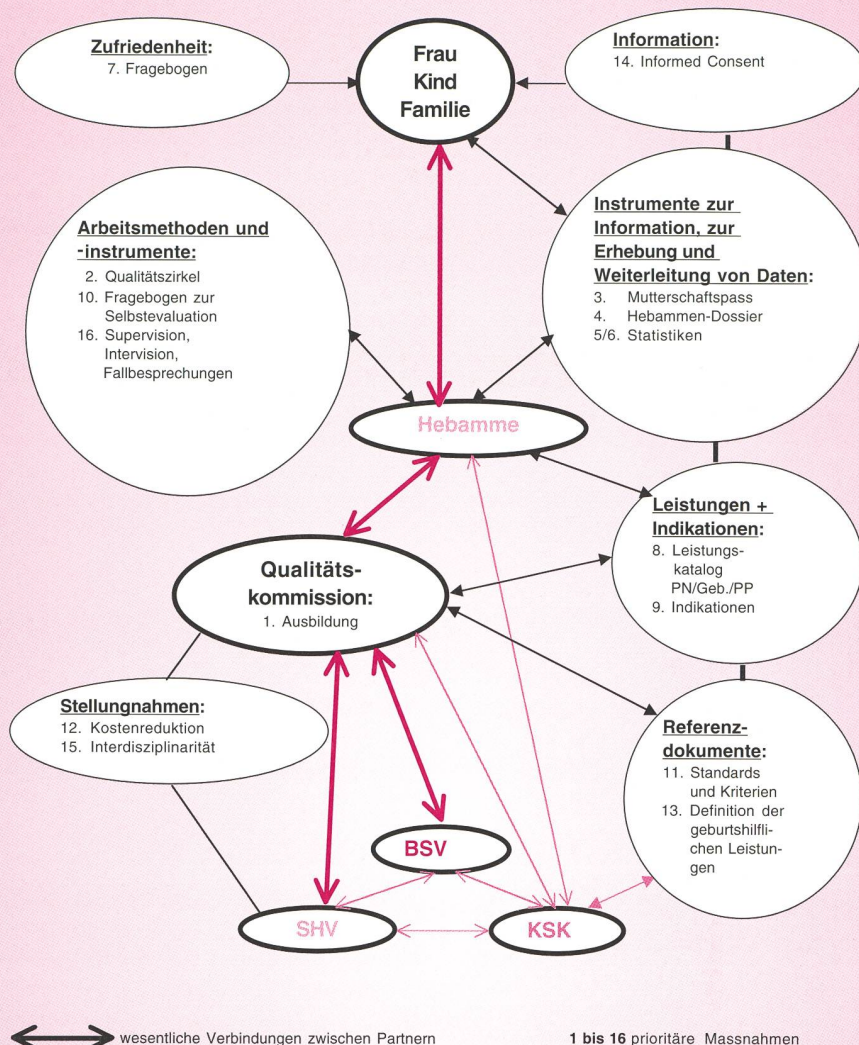 Zufriedenheit:
7. Fragebogen
Frau
Kind
Familie
Information:
14. Informed Consent
Arbeitsmethoden und
-instrumente:
2. Qualitätszirkel
10. Fragebogen zur
Selbstevaluation
16. Supervision,
Intervision,
Fallbesprechungen
Instrumente zur
Information, zur
Erhebung und
Weiterleitung von Daten:
3. Mutterschaftspass
4. Hebammen-Dossier
5/6. Statistiken
Hebamme
Leistungen +
Indikationen:
8. Leistungs-
katalog
PN/Geb./PP
9. Indikationen
Qualitäts-
kommission:
1. Ausbildung
Stellungnahmen:
12. Kostenreduktion
15. Interdisziplinarität
Referenz-
dokumente:
11. Standards
und Kriterien
13. Definition der
geburtshilfli-
chen Leistun-
gen
BSV
SHV
KSK
wesentliche Verbindungen zwischen Partnern
1 bis 16 prioritäre Massnahmen